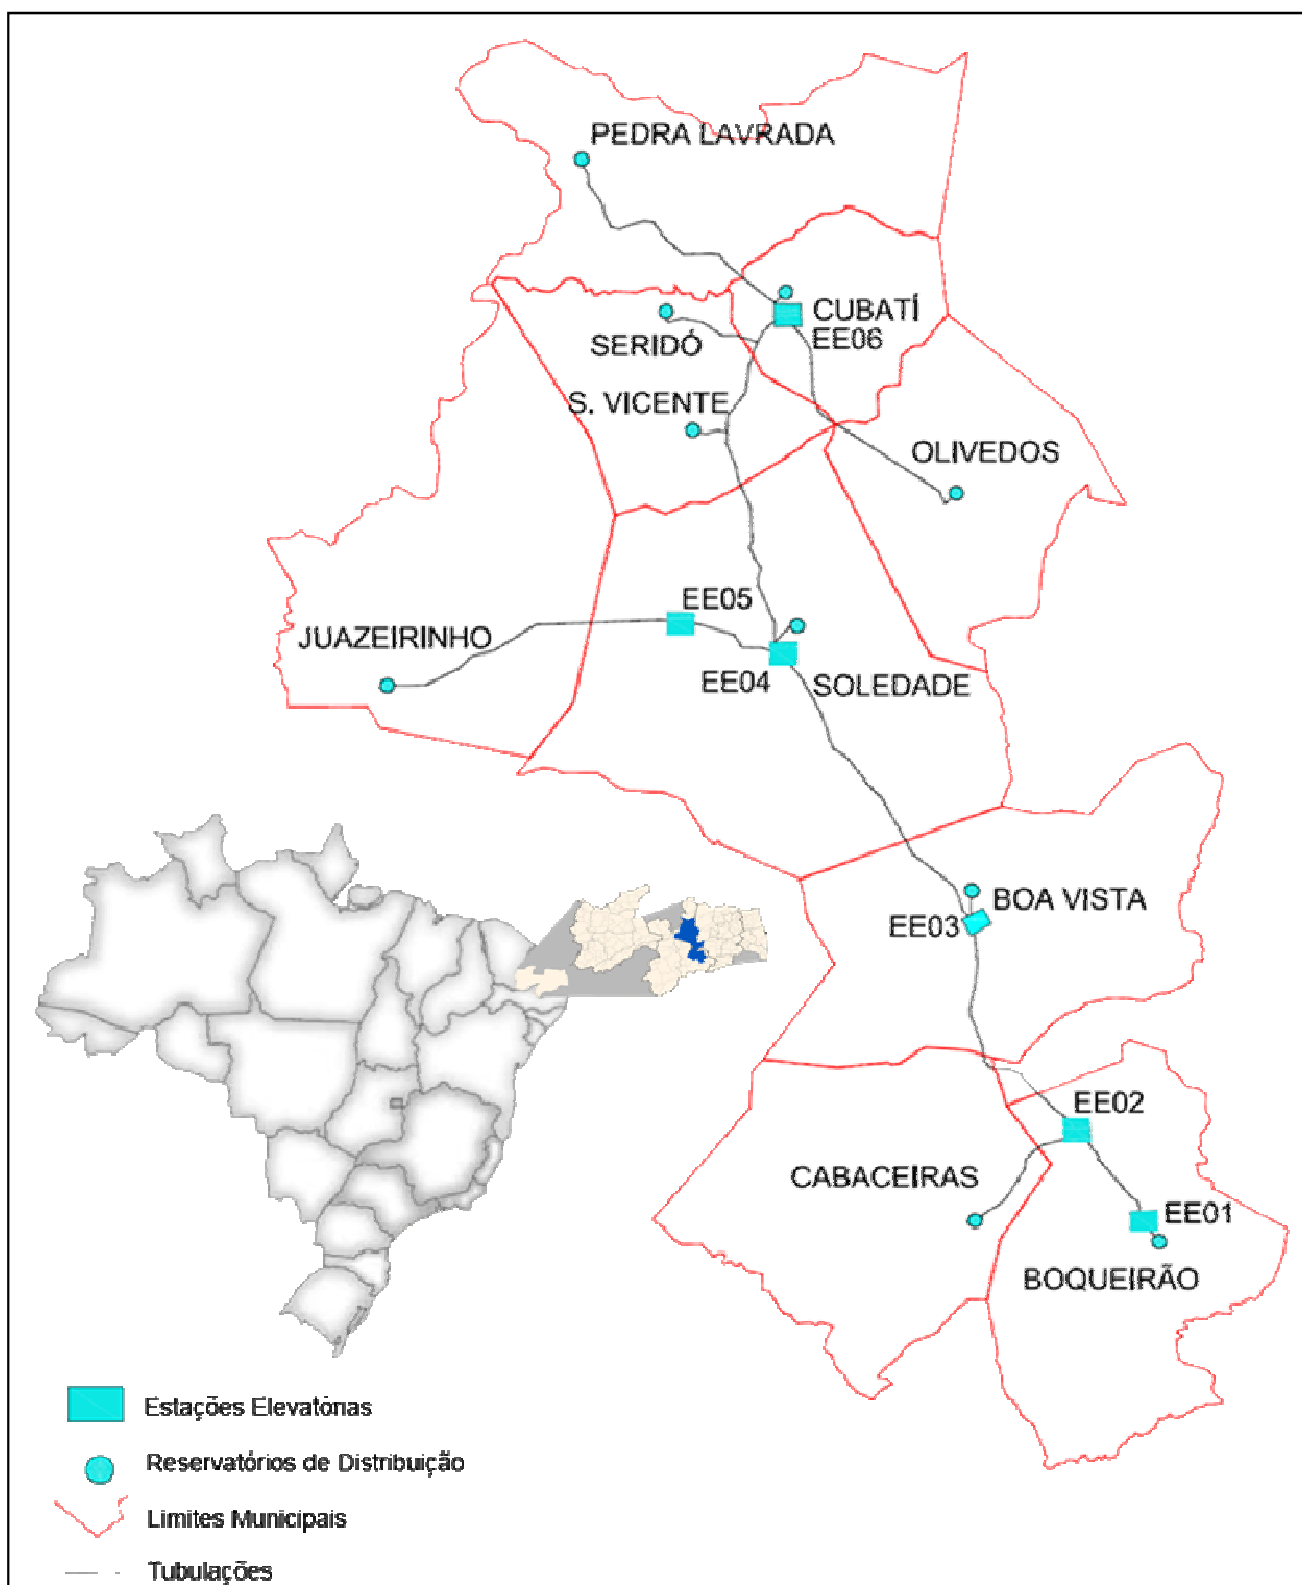 PEDRA LAVRADA
CUBATÍ
EE06
SERIDÓ
S. VICENTE
OLIVEDOS
EE05
JUAZEIRINHO
EE04
SOLEDADE
BOA VISTA
EE03
EE02
CABACEIRAS
EE01
BOQUEIRÃO
Estações Elevatórias
Reservatórios de Distribuição
Limites Municipais
Tubulações